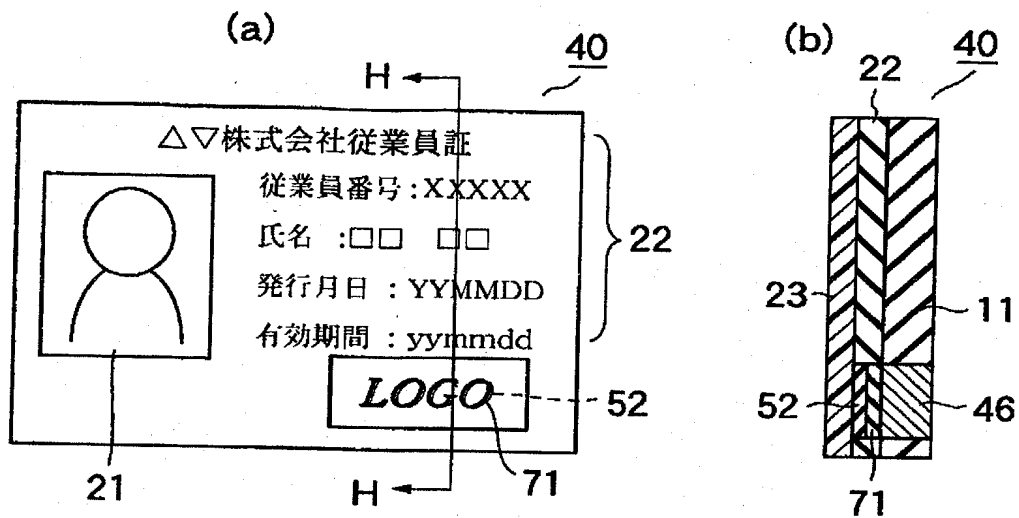 (a)
40
H
△▽株式会社従業員証
従業員番号:XXXXX
氏名 :□□ □□
発行月日 : YYMMDD
有効期間 : yymmdd
22
LOGO
52
71
21
H
(b)
40
22
23
11
52
46
71